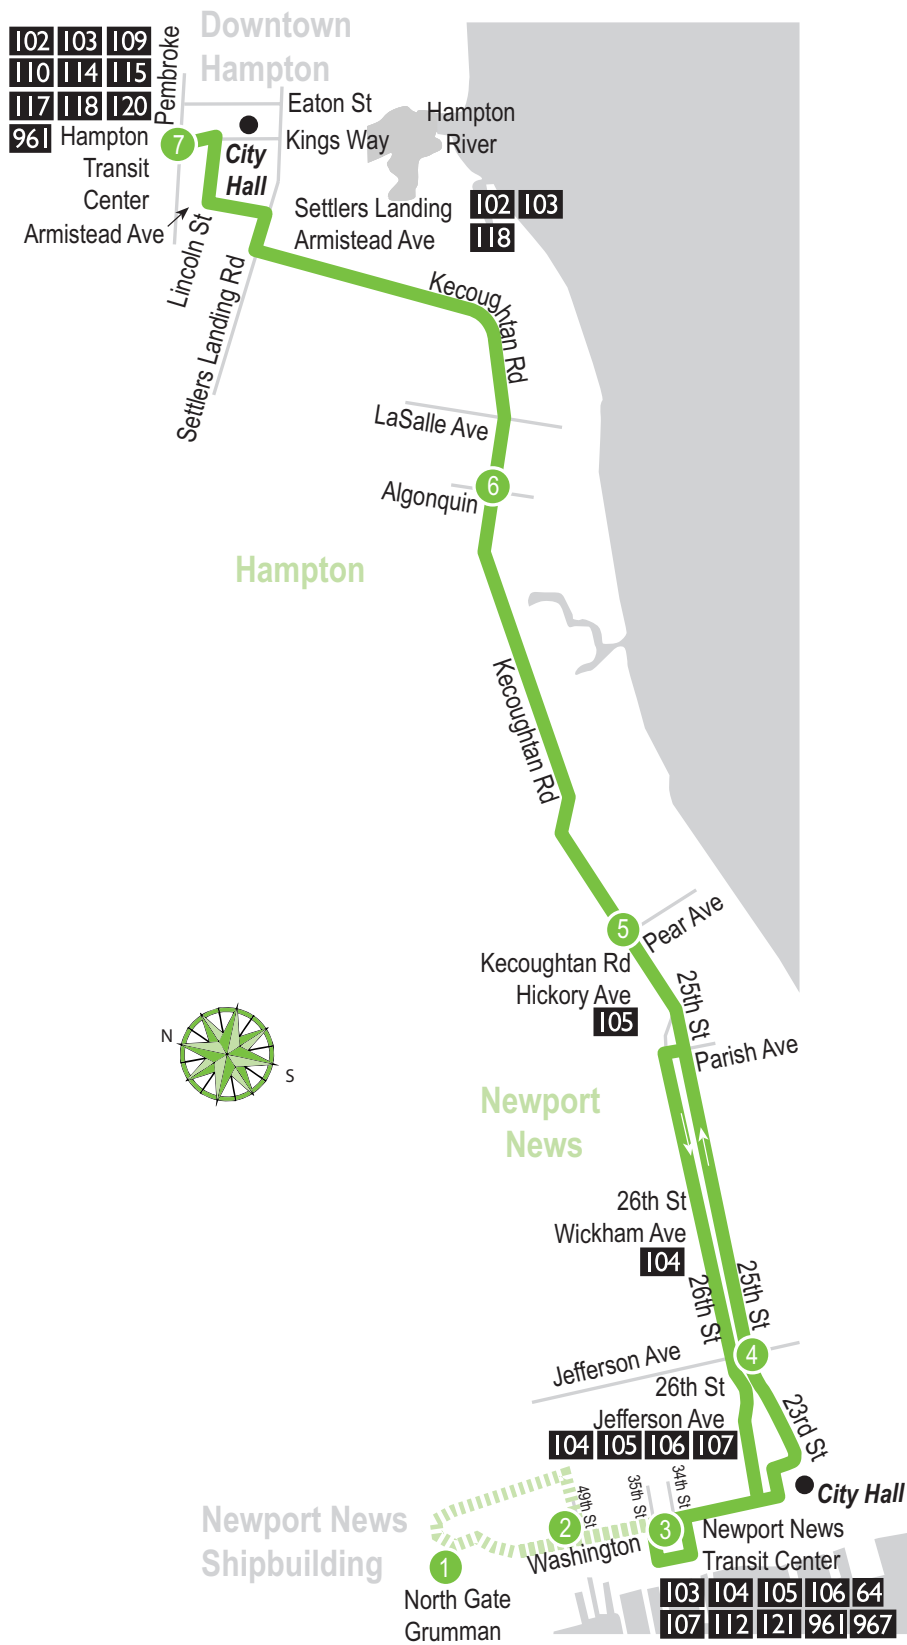 Downtown
Hampton
102 103 109
110 114 115
117 118 120
961 Hampton
Transit
Center
Pembroke
7
Eaton St
Kings Way
City
Hall
Hampton
River
Armistead Ave
Lincoln St
Settlers Landing
Armistead Ave
102 103
118
Settlers Landing Rd
Kecoughtan Rd
LaSalle Ave
6
Algonquin
Hampton
Kecoughtan Rd
5
Pear Ave
Kecoughtan Rd
Hickory Ave
105
25th St
Parish Ave
N
S
Newport
News
26th St
Wickham Ave
104
26th St
25th St
4
Jefferson Ave
26th St
Jefferson Ave
104 105 106 107
23rd St
City Hall
49th St
35th St
34th St
Newport News
Shipbuilding
1
2
3
Washington
North Gate
Grumman
Newport News
Transit Center
103 104 105 106 64
107 112 121 961 967